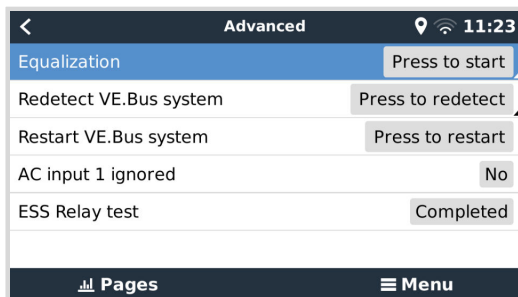 Advanced 11:23
Equalization Press to start
Redetect VE.Bus system Press to redetect
Restart VE.Bus system Press to restart
AC input 1 ignored No
ESS Relay test Completed
Pages Menu